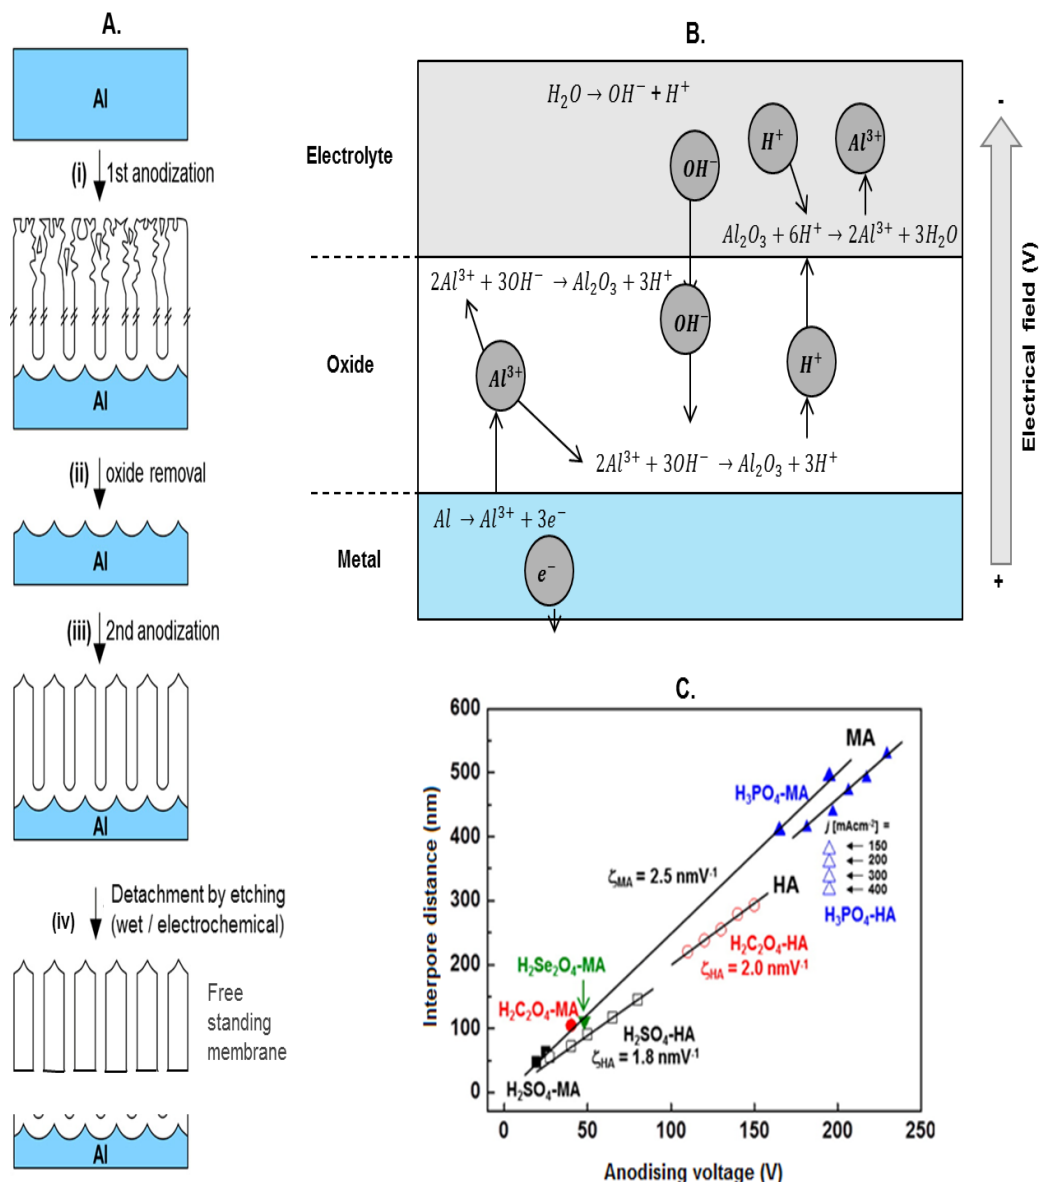 A.
Al
(i) 1st anodization
Al
(ii) oxide removal
Al
(iii) 2nd anodization
Al
(iv) Detachment by etching
(wet / electrochemical)
Free
standing
membrane
Al
B.
Electrolyte
H₂O → OH⁻ + H⁺
OH⁻
H⁺
Al³⁺
Al₂O₃ + 6H⁺ → 2Al³⁺ + 3H₂O
Oxide
2Al³⁺ + 3OH⁻ → Al₂O₃ + 3H⁺
OH⁻
Al³⁺
H⁺
2Al³⁺ + 3OH⁻ → Al₂O₃ + 3H⁺
Metal
Al → Al³⁺ + 3e⁻
e⁻
-
Electrical field (V)
+
C.
Interpore distance (nm)
600
500
400
300
200
100
0
MA
H₃PO₄-MA
j [mAcm⁻²] =
150
200
300
400
H₃PO₄-HA
ζMA = 2.5 nmV⁻¹
HA
H₂C₂O₄-HA
ζHA = 2.0 nmV⁻¹
H₂Se₂O₄-MA
H₂C₂O₄-MA
H₂SO₄-HA
ζHA = 1.8 nmV⁻¹
H₂SO₄-MA
0 50 100 150 200 250
Anodising voltage (V)